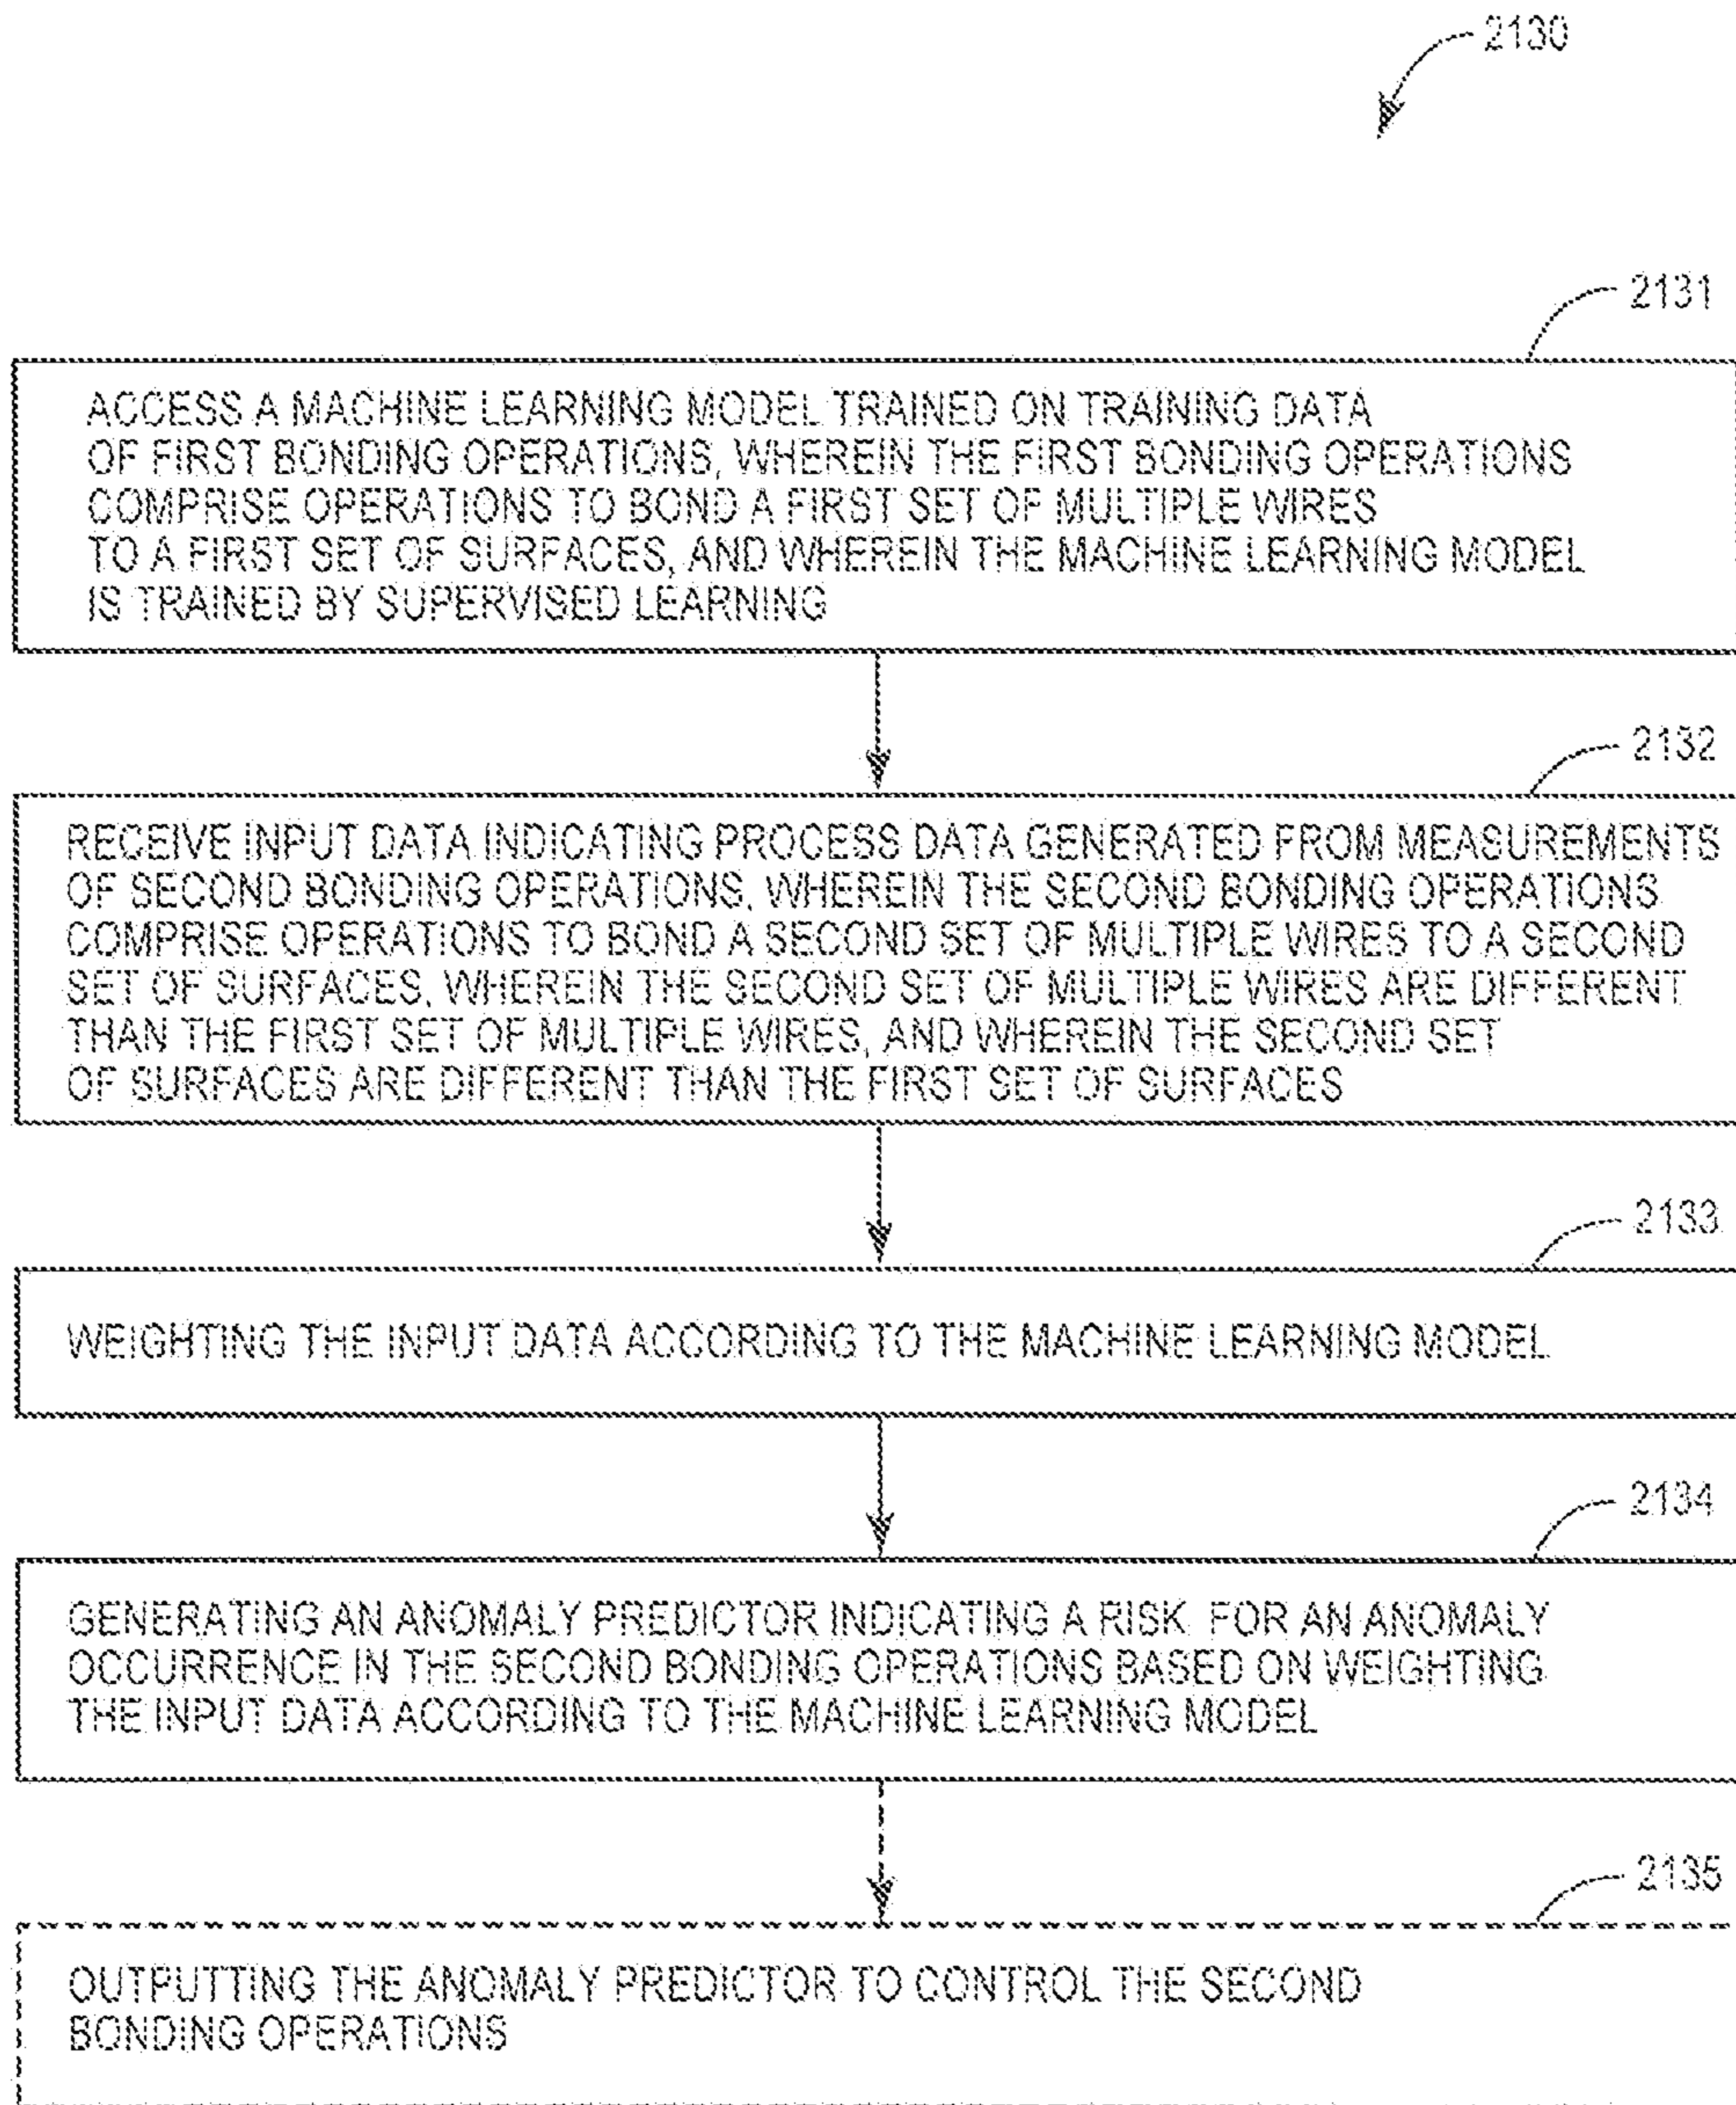 2130
2131
ACCESS A MACHINE LEARNING MODEL TRAINED ON TRAINING DATA
OF FIRST BONDING OPERATIONS, WHEREIN THE FIRST BONDING OPERATIONS
COMPRISE OPERATIONS TO BOND A FIRST SET OF MULTIPLE WIRES
TO A FIRST SET OF SURFACES, AND WHEREIN THE MACHINE LEARNING MODEL
IS TRAINED BY SUPERVISED LEARNING
2132
RECEIVE INPUT DATA INDICATING PROCESS DATA GENERATED FROM MEASUREMENTS
OF SECOND BONDING OPERATIONS, WHEREIN THE SECOND BONDING OPERATIONS
COMPRISE OPERATIONS TO BOND A SECOND SET OF MULTIPLE WIRES TO A SECOND
SET OF SURFACES, WHEREIN THE SECOND SET OF MULTIPLE WIRES ARE DIFFERENT
THAN THE FIRST SET OF MULTIPLE WIRES, AND WHEREIN THE SECOND SET
OF SURFACES ARE DIFFERENT THAN THE FIRST SET OF SURFACES
2133
WEIGHTING THE INPUT DATA ACCORDING TO THE MACHINE LEARNING MODEL
2134
GENERATING AN ANOMALY PREDICTOR INDICATING A RISK FOR AN ANOMALY
OCCURRENCE IN THE SECOND BONDING OPERATIONS BASED ON WEIGHTING
THE INPUT DATA ACCORDING TO THE MACHINE LEARNING MODEL
2135
OUTPUTTING THE ANOMALY PREDICTOR TO CONTROL THE SECOND
BONDING OPERATIONS